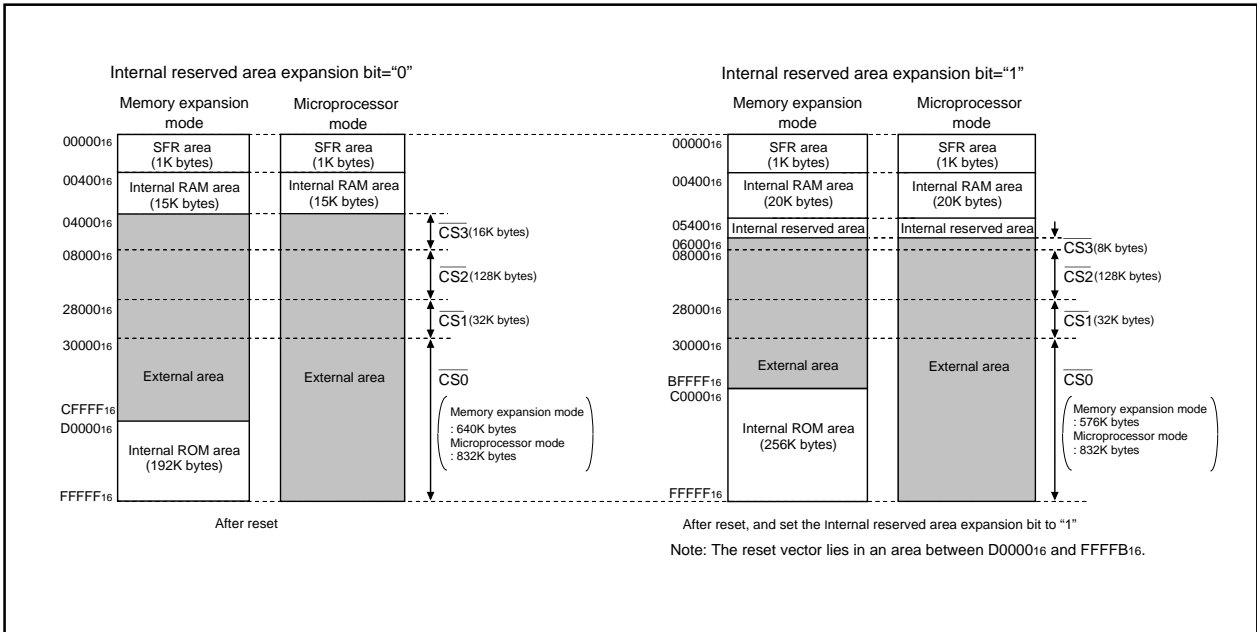 Internal reserved area expansion bit=“0”
Memory expansion mode
Microprocessor mode
0000016
SFR area
(1K bytes)
SFR area
(1K bytes)
0040016
Internal RAM area
(15K bytes)
Internal RAM area
(15K bytes)
0400016
CS3(16K bytes)
0800016
CS2(128K bytes)
2800016
CS1(32K bytes)
3000016
External area
External area
CS0
CFFFF16
D000016
Memory expansion mode
: 640K bytes
Microprocessor mode
: 832K bytes
Internal ROM area
(192K bytes)
FFFFF16
After reset
Internal reserved area expansion bit=“1”
Memory expansion mode
Microprocessor mode
0000016
SFR area
(1K bytes)
SFR area
(1K bytes)
0040016
Internal RAM area
(20K bytes)
Internal RAM area
(20K bytes)
0540016
Internal reserved area
Internal reserved area
0600016
CS3(8K bytes)
0800016
CS2(128K bytes)
2800016
CS1(32K bytes)
3000016
External area
External area
CS0
BFFFF16
C000016
Memory expansion mode
: 576K bytes
Microprocessor mode
: 832K bytes
Internal ROM area
(256K bytes)
FFFFF16
After reset, and set the Internal reserved area expansion bit to “1”
Note: The reset vector lies in an area between D000016 and FFFFB16.